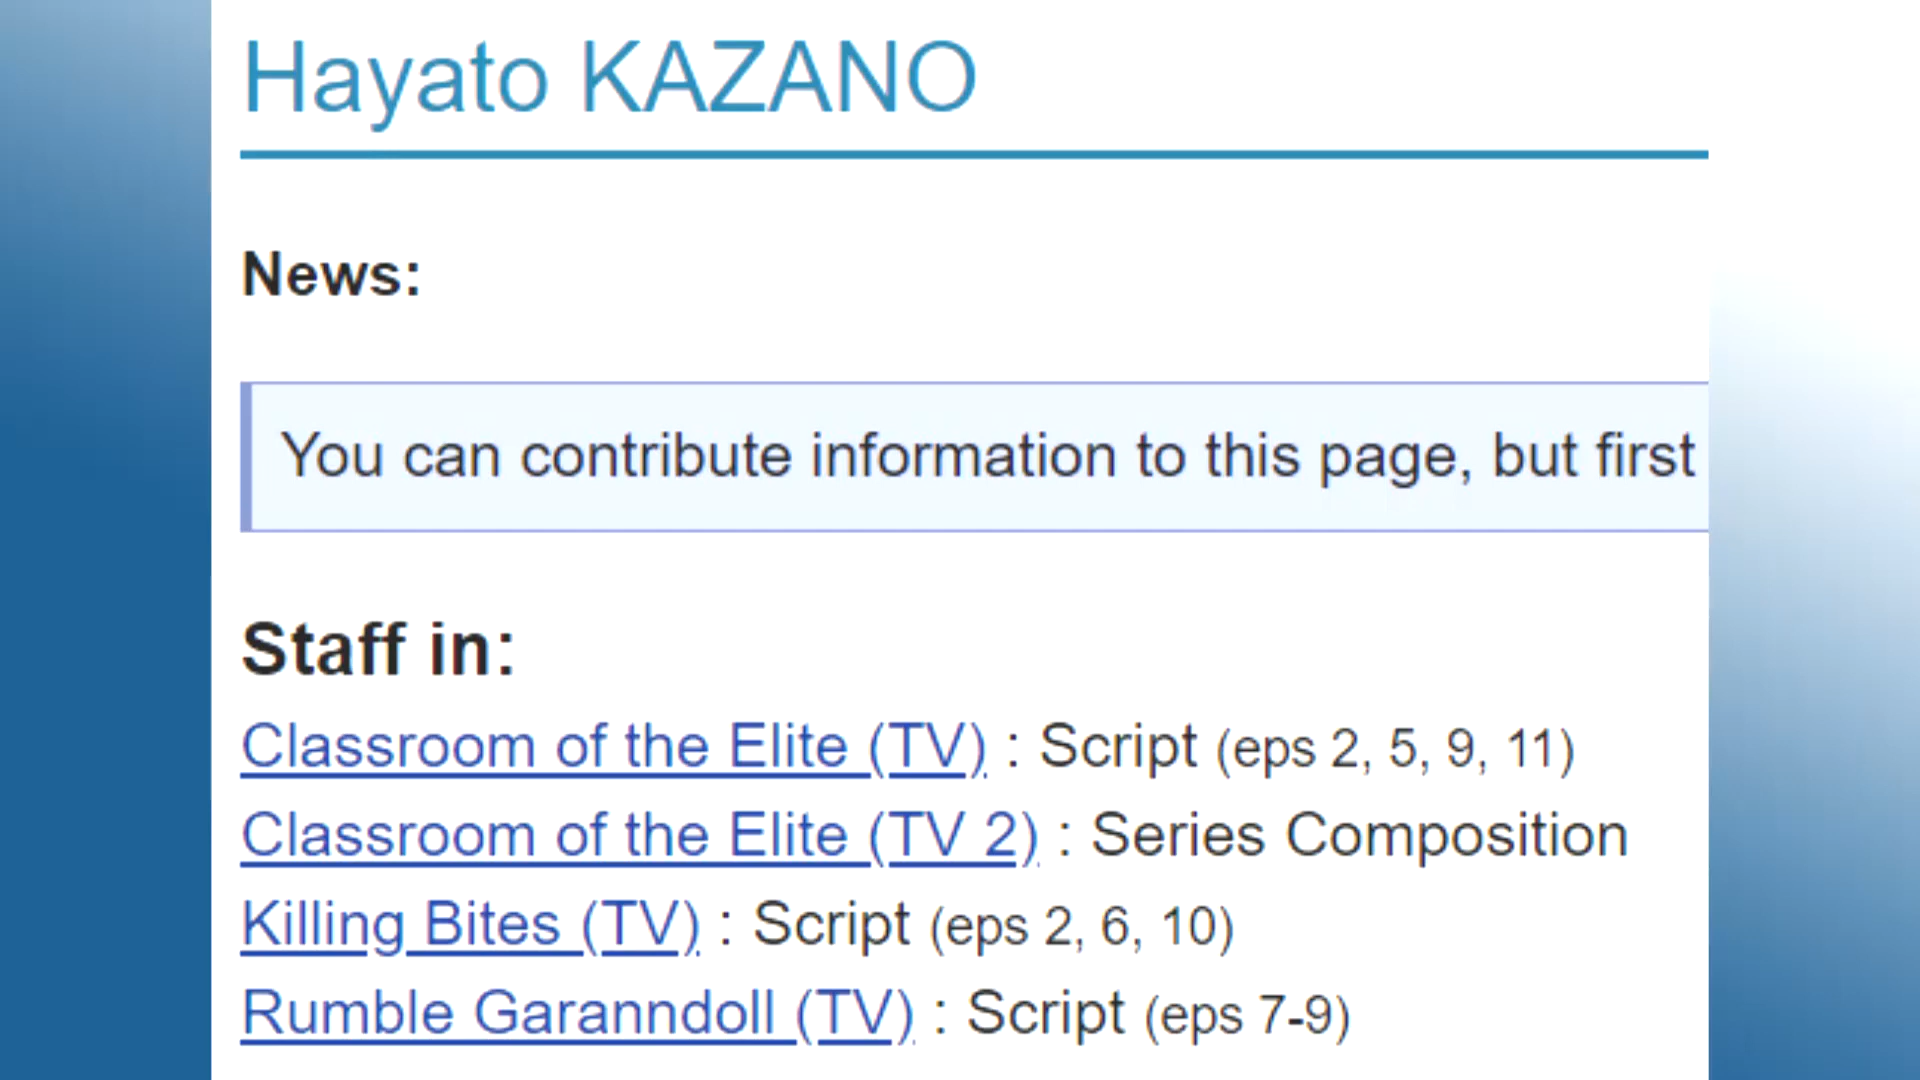 Hayato KAZANO
News:
You can contribute information to this page, but first
Staff in:
Classroom of the Elite (TV) : Script (eps 2, 5, 9, 11)
Classroom of the Elite (TV 2) : Series Composition
Killing Bites (TV) : Script (eps 2, 6, 10)
Rumble Garanndoll (TV) : Script (eps 7-9)